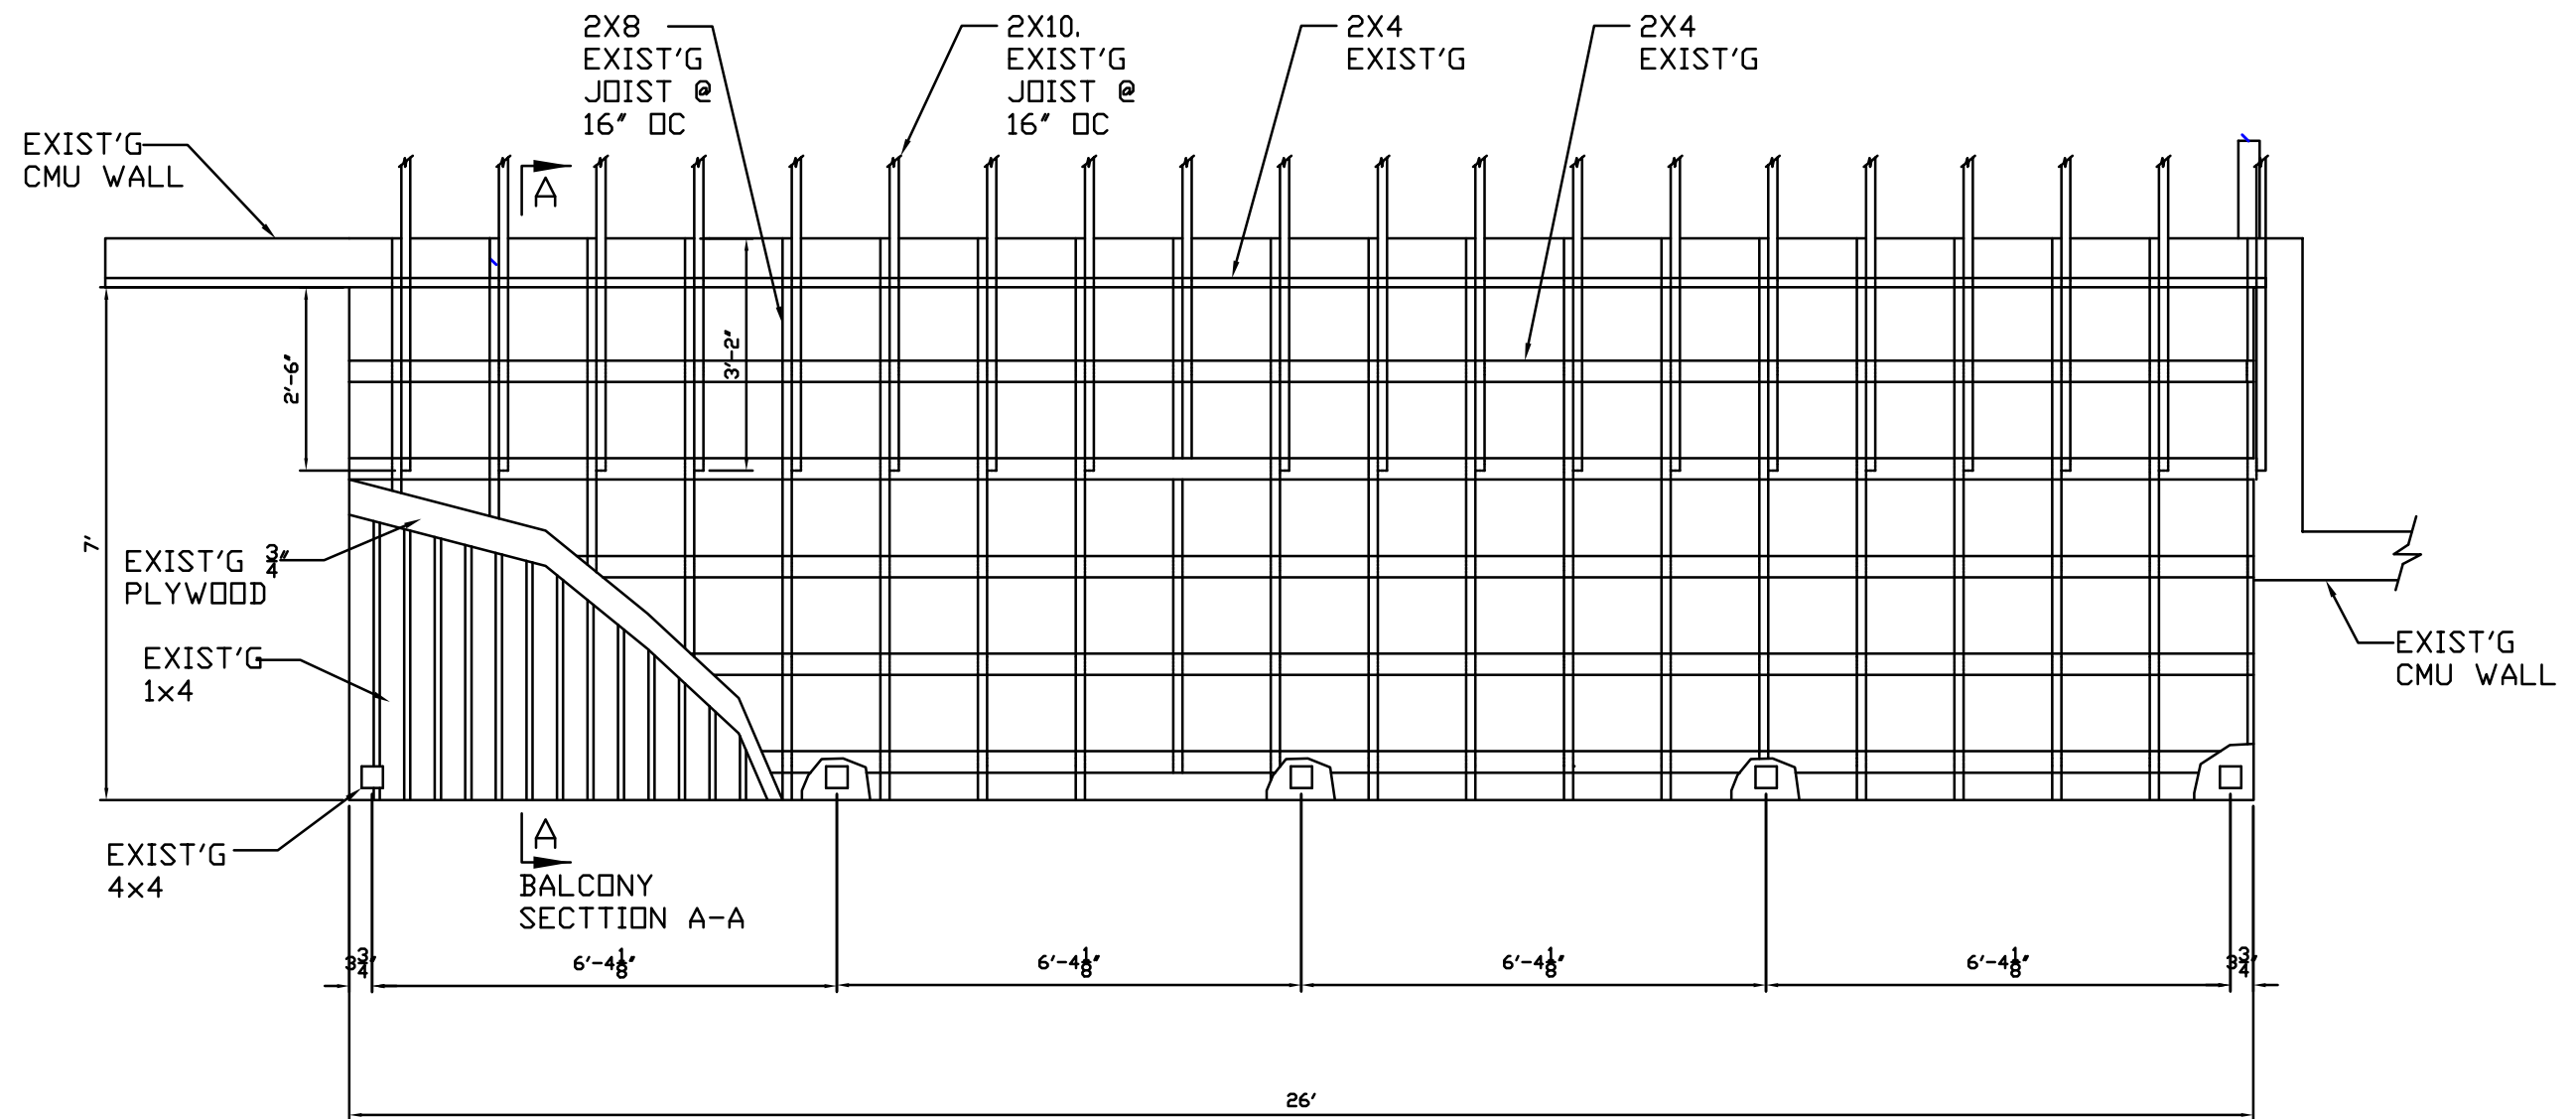 2X8
EXIST'G
JOIST @
16" OC
2X10.
EXIST'G
JOIST @
16" OC
2X4
EXIST'G
2X4
EXIST'G
EXIST'G
CMU WALL
A
2'-6"
3'-2"
7'
EXIST'G 3/4"
PLYWOOD
EXIST'G
1x4
EXIST'G
CMU WALL
EXIST'G
4x4
A
BALCONY
SECTTION A-A
3 3/4"
6'-4 1/8"
6'-4 1/8"
6'-4 1/8"
6'-4 1/8"
3 3/4"
26'